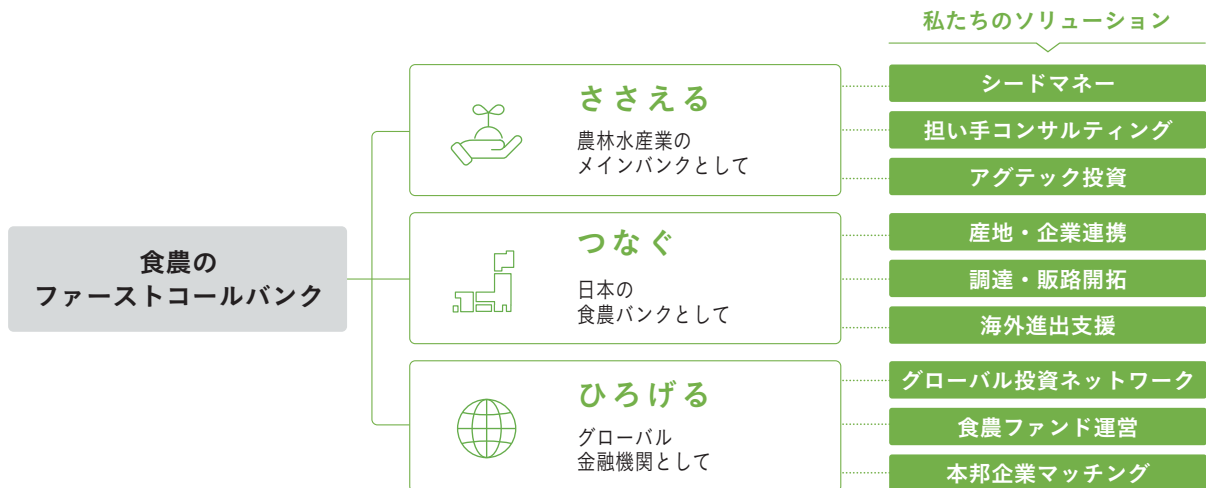 私たちのソリューション
食農の
ファーストコールバンク
ささえる
農林水産業の
メインバンクとして
シードマネー
担い手コンサルティング
アグテック投資
つなぐ
日本の
食農バンクとして
産地・企業連携
調達・販路開拓
海外進出支援
ひろげる
グローバル
金融機関として
グローバル投資ネットワーク
食農ファンド運営
本邦企業マッチング